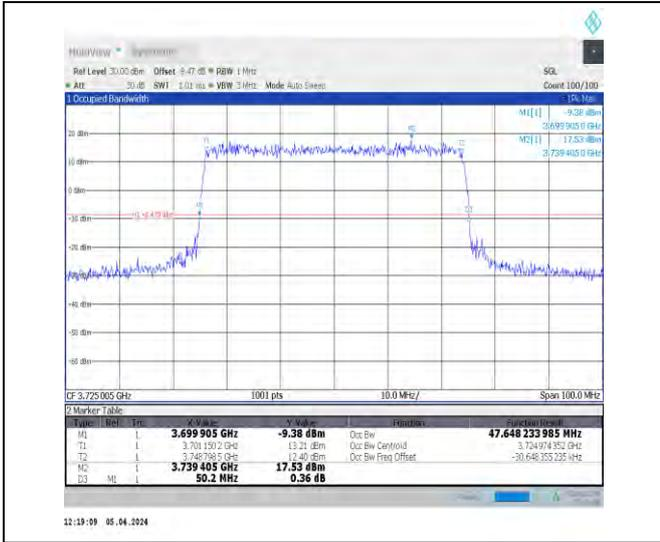 MultiView
Ref Level 30.00 dBm Offset 9.47 dB RBW 1 MHz SGL
Att 30 dB SWT 1.01 ms VBW 3 MHz Mode Auto Sweep Count 100/100
1 Occupied Bandwidth 1Pk Max
M1[1] -9.38 dBm
3.699 905 0 GHz
M2[1] 17.53 dBm
3.739 405 0 GHz
20 dBm
10 dBm
0 dBm
-10 dBm
-20 dBm
-40 dBm
-50 dBm
-60 dBm
CF 3.725 005 GHz 1001 pts 10.0 MHz/ Span 100.0 MHz
2 Marker Table
Type Ref Trc X-Value Y-Value Function Function Result
M1 1 3.699 905 GHz -9.38 dBm Occ Bw 47.648 233 985 MHz
T1 1 3.701 150 2 GHz 13.21 dBm Occ Bw Centroid 3.724 974 352 GHz
T2 1 3.748 798 5 GHz 12.40 dBm Occ Bw Freq Offset -30.648 355 235 kHz
M2 1 3.739 405 GHz 17.53 dBm
D3 M1 1 50.2 MHz 0.36 dB
12:19:09 05.04.2024